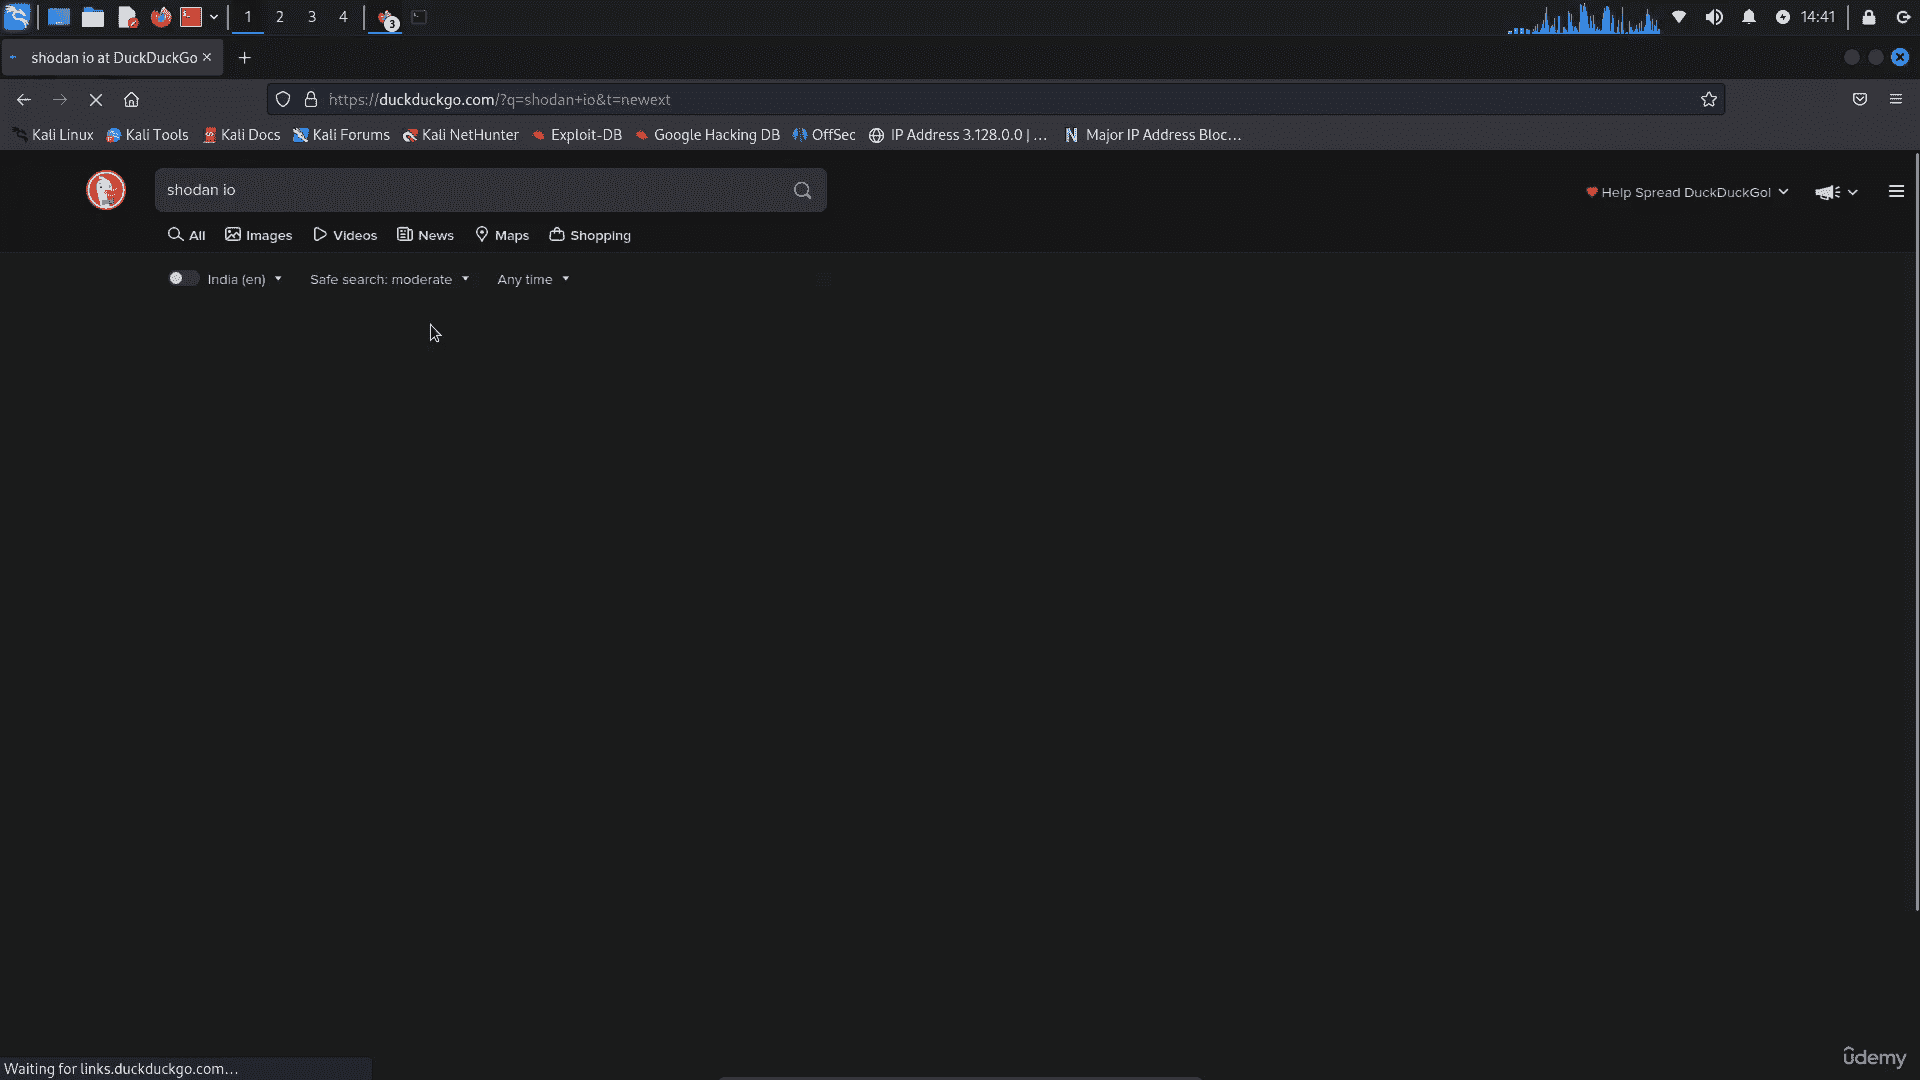 1 2 3 4 3 14:41
shodan io at DuckDuckGo
https://duckduckgo.com/?q=shodan+io&t=newext
Kali Linux Kali Tools Kali Docs Kali Forums Kali NetHunter Exploit-DB Google Hacking DB OffSec IP Address 3.128.0.0 | ... Major IP Address Bloc...
shodan io
Help Spread DuckDuckGo!
All Images Videos News Maps Shopping
India (en) Safe search: moderate Any time
Waiting for links.duckduckgo.com...
ûdemy